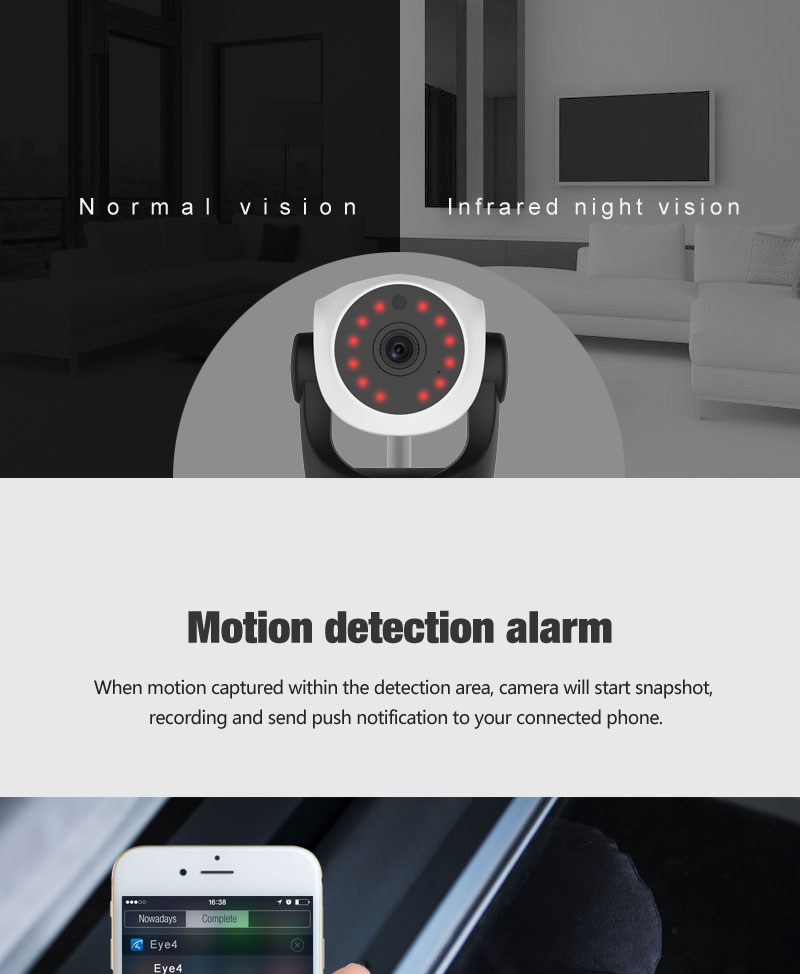 Normal vision
Infrared night vision
Motion detection alarm
When motion captured within the detection area, camera will start snapshot,
recording and send push notification to your connected phone.
16:38
Nowadays
Complete
Eye4
Eye4